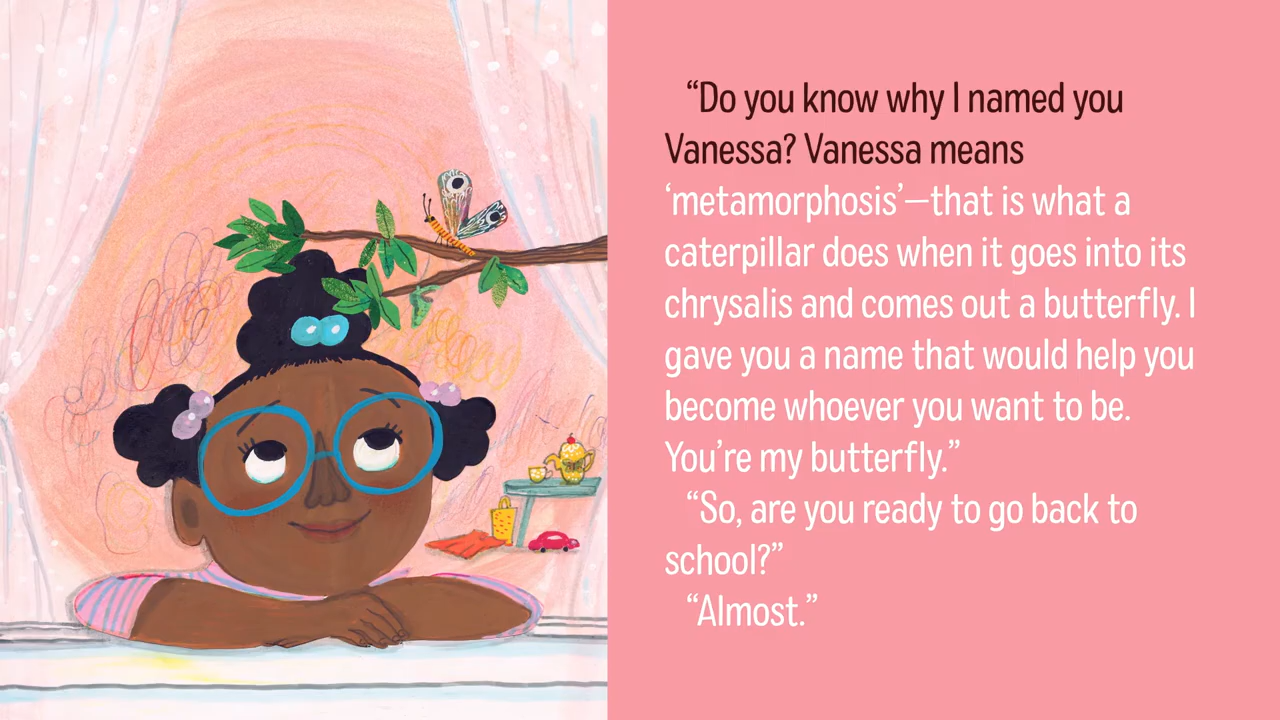 “Do you know why I named you
Vanessa? Vanessa means
‘metamorphosis’—that is what a
caterpillar does when it goes into its
chrysalis and comes out a butterfly. I
gave you a name that would help you
become whoever you want to be.
You’re my butterfly.”
“So, are you ready to go back to
school?”
“Almost.”